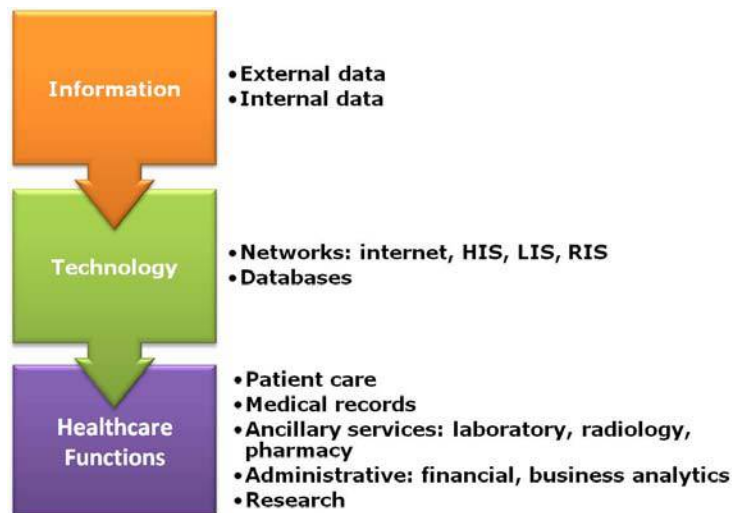 Information
•External data
•Internal data
Technology
•Networks: internet, HIS, LIS, RIS
•Databases
Healthcare
Functions
•Patient care
•Medical records
•Ancillary services: laboratory, radiology,
pharmacy
•Administrative: financial, business analytics
•Research